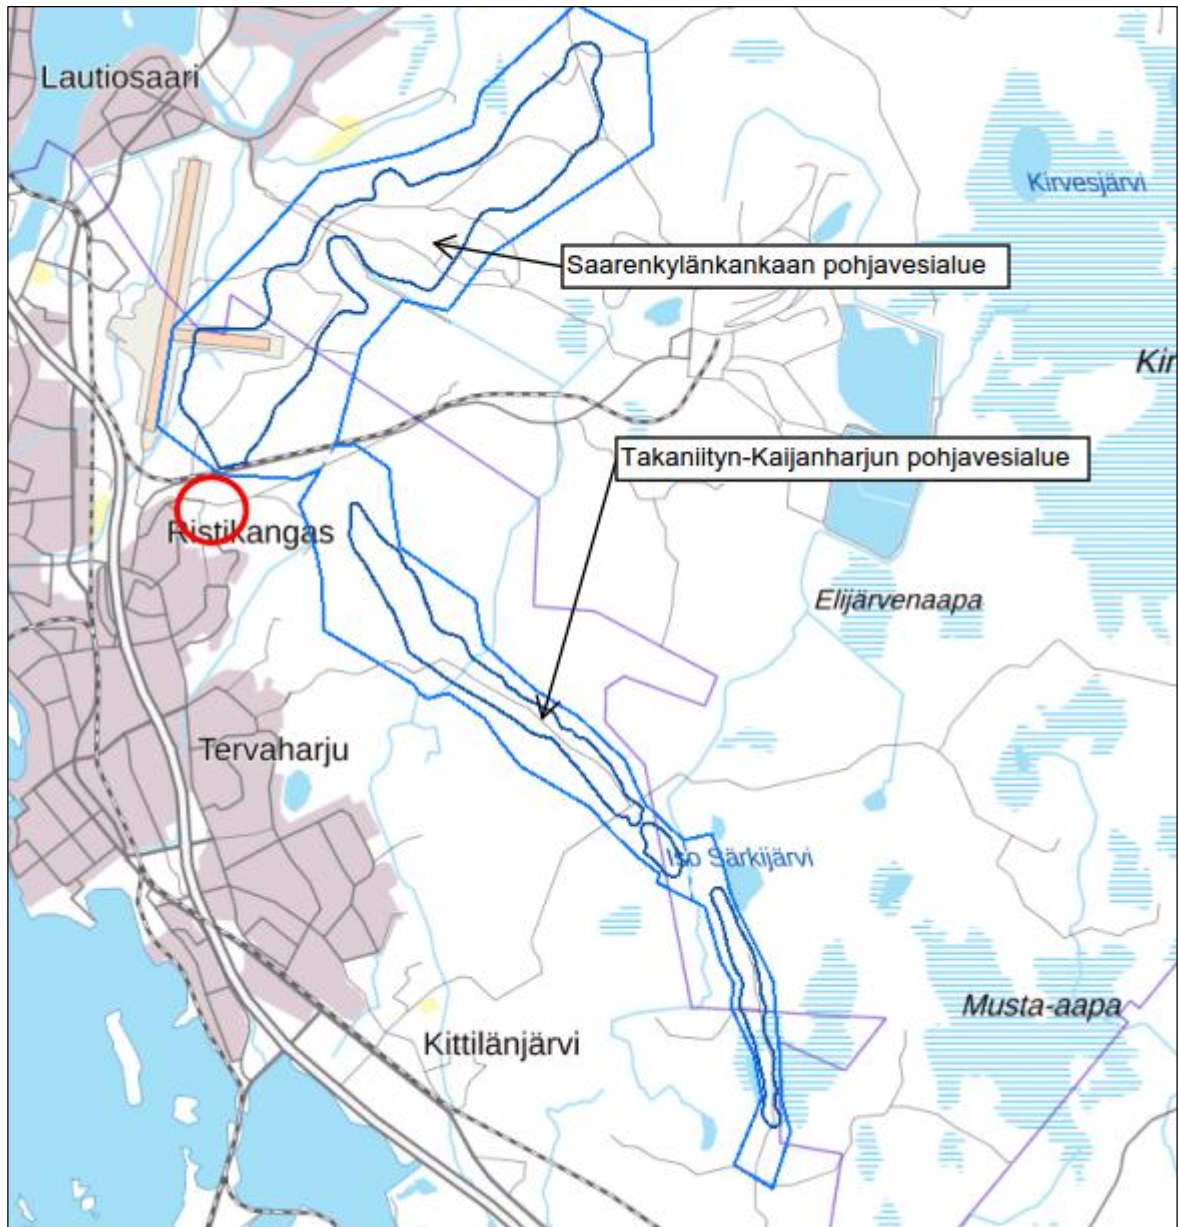 Lautiosaari
Kirvesjärvi
Saarenkylänkankaan pohjavesialue
Kir
Takaniityn-Kaijanharjun pohjavesialue
Ristikangas
Elijärvenaapa
Tervaharju
Iso Särkijärvi
Musta-aapa
Kittilänjärvi